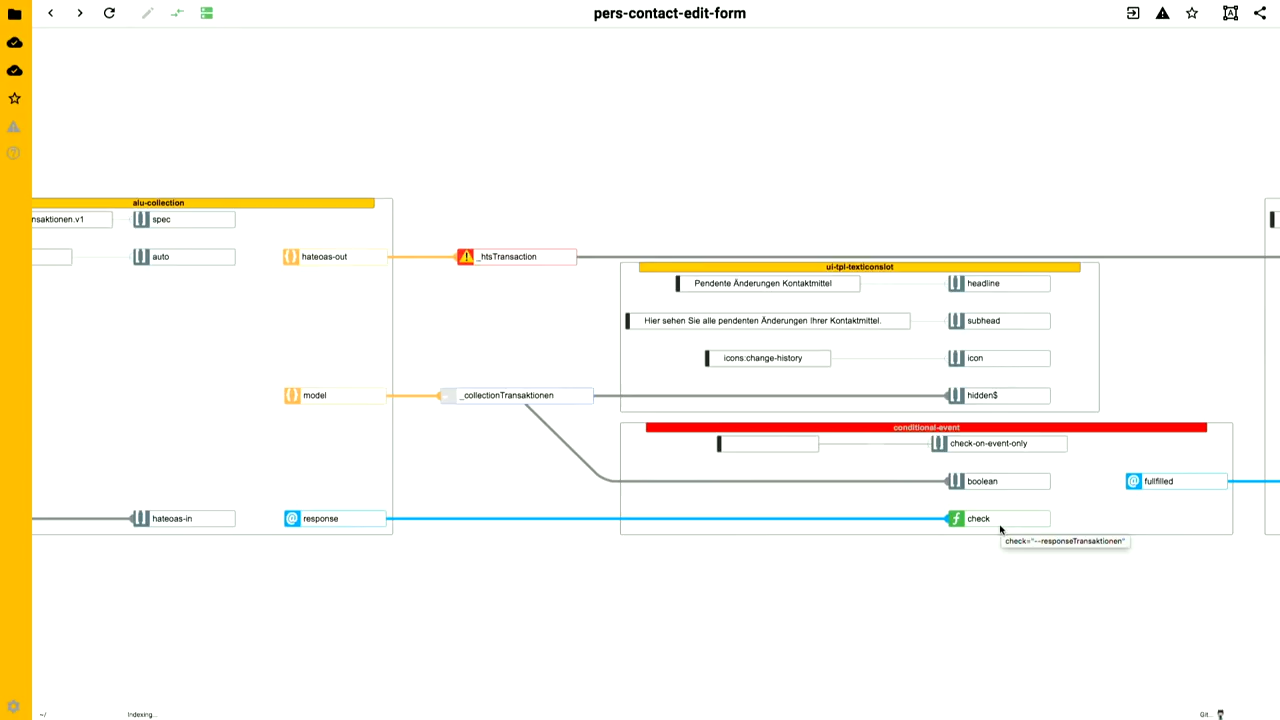 pers-contact-edit-form
alu-collection
nsaktionen.v1
spec
auto
hateoas-out
_htsTransaction
ui-tpl-texticonslot
Pendente Änderungen Kontaktmittel
headline
Hier sehen Sie alle pendenten Änderungen Ihrer Kontaktmittel.
subhead
icons:change-history
icon
model
_collectionTransaktionen
hidden$
conditional-event
check-on-event-only
boolean
fullfilled
hateoas-in
response
check
check="--responseTransaktionen"
~/
Indexing...
Git...